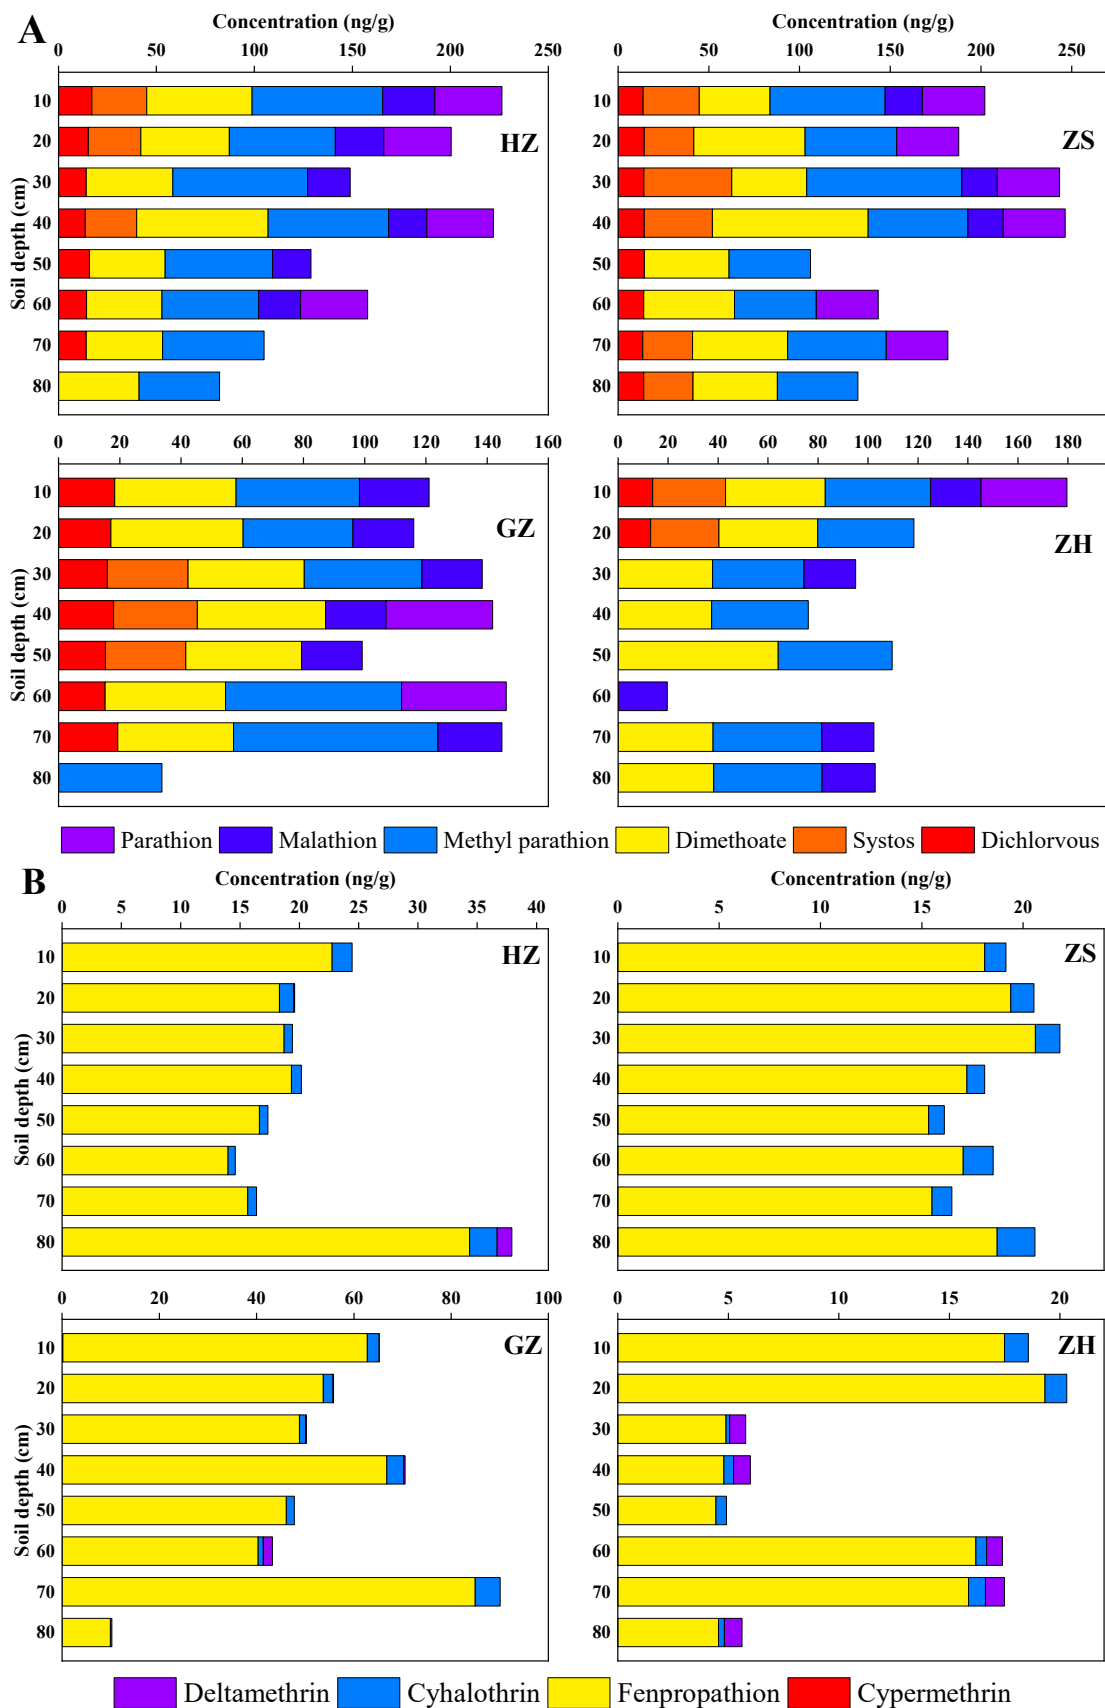 A
Concentration (ng/g)
0 50 100 150 200 250
Soil depth (cm)
10
20
30
40
50
60
70
80
HZ
Concentration (ng/g)
0 50 100 150 200 250
10
20
30
40
50
60
70
80
ZS
0 20 40 60 80 100 120 140 160
Soil depth (cm)
10
20
30
40
50
60
70
80
GZ
0 20 40 60 80 100 120 140 160 180
10
20
30
40
50
60
70
80
ZH
Parathion Malathion Methyl parathion Dimethoate Systos Dichlorvous
B
Concentration (ng/g)
0 5 10 15 20 25 30 35 40
Soil depth (cm)
10
20
30
40
50
60
70
80
HZ
Concentration (ng/g)
0 5 10 15 20
10
20
30
40
50
60
70
80
ZS
0 20 40 60 80 100
Soil depth (cm)
10
20
30
40
50
60
70
80
GZ
0 5 10 15 20
10
20
30
40
50
60
70
80
ZH
Deltamethrin Cyhalothrin Fenpropathion Cypermethrin